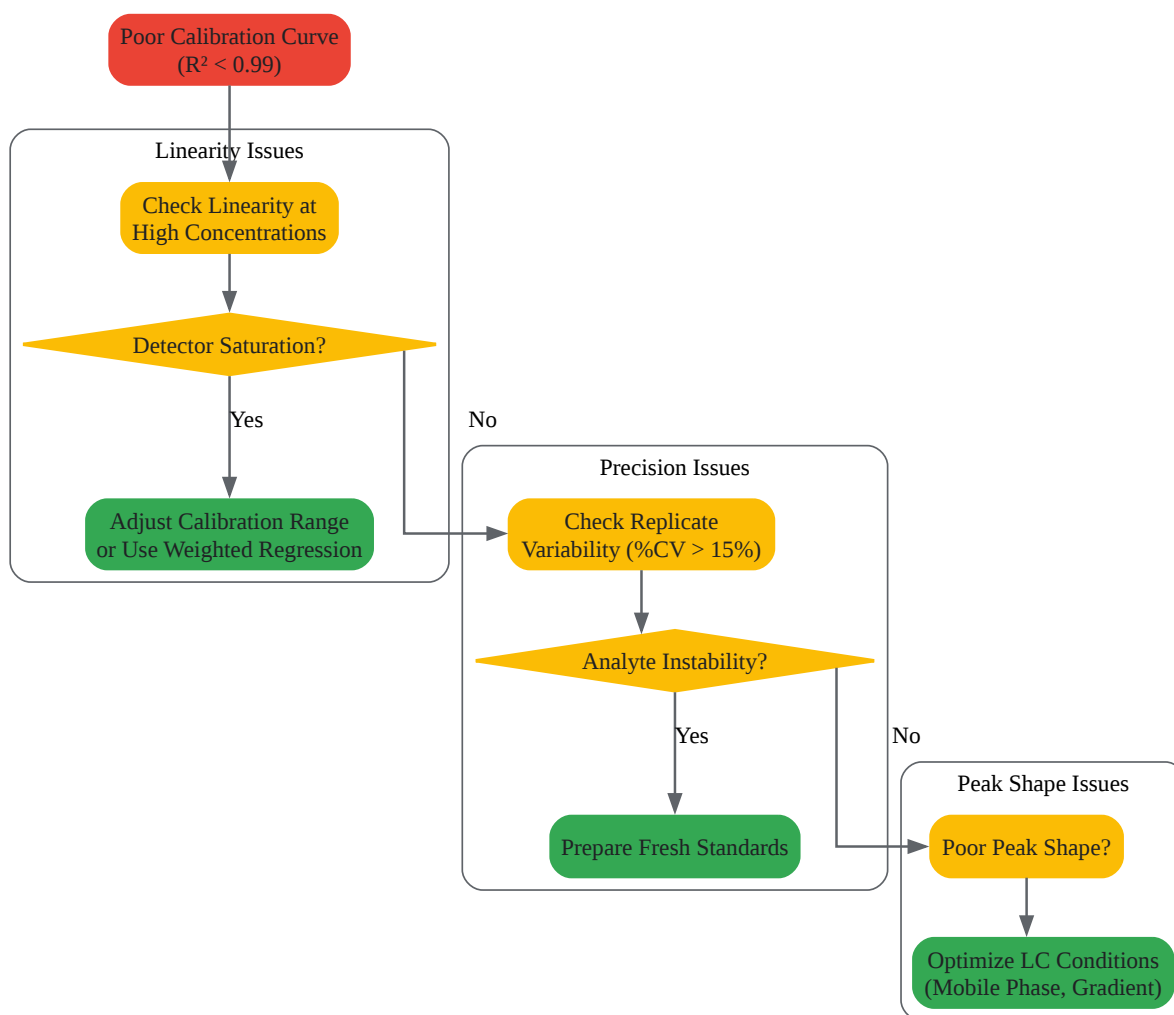 Poor Calibration Curve
(R² < 0.99)
Linearity Issues
Check Linearity at
High Concentrations
Detector Saturation?
Yes
No
Adjust Calibration Range
or Use Weighted Regression
Precision Issues
Check Replicate
Variability (%CV > 15%)
Analyte Instability?
Yes
No
Prepare Fresh Standards
Peak Shape Issues
Poor Peak Shape?
Optimize LC Conditions
(Mobile Phase, Gradient)